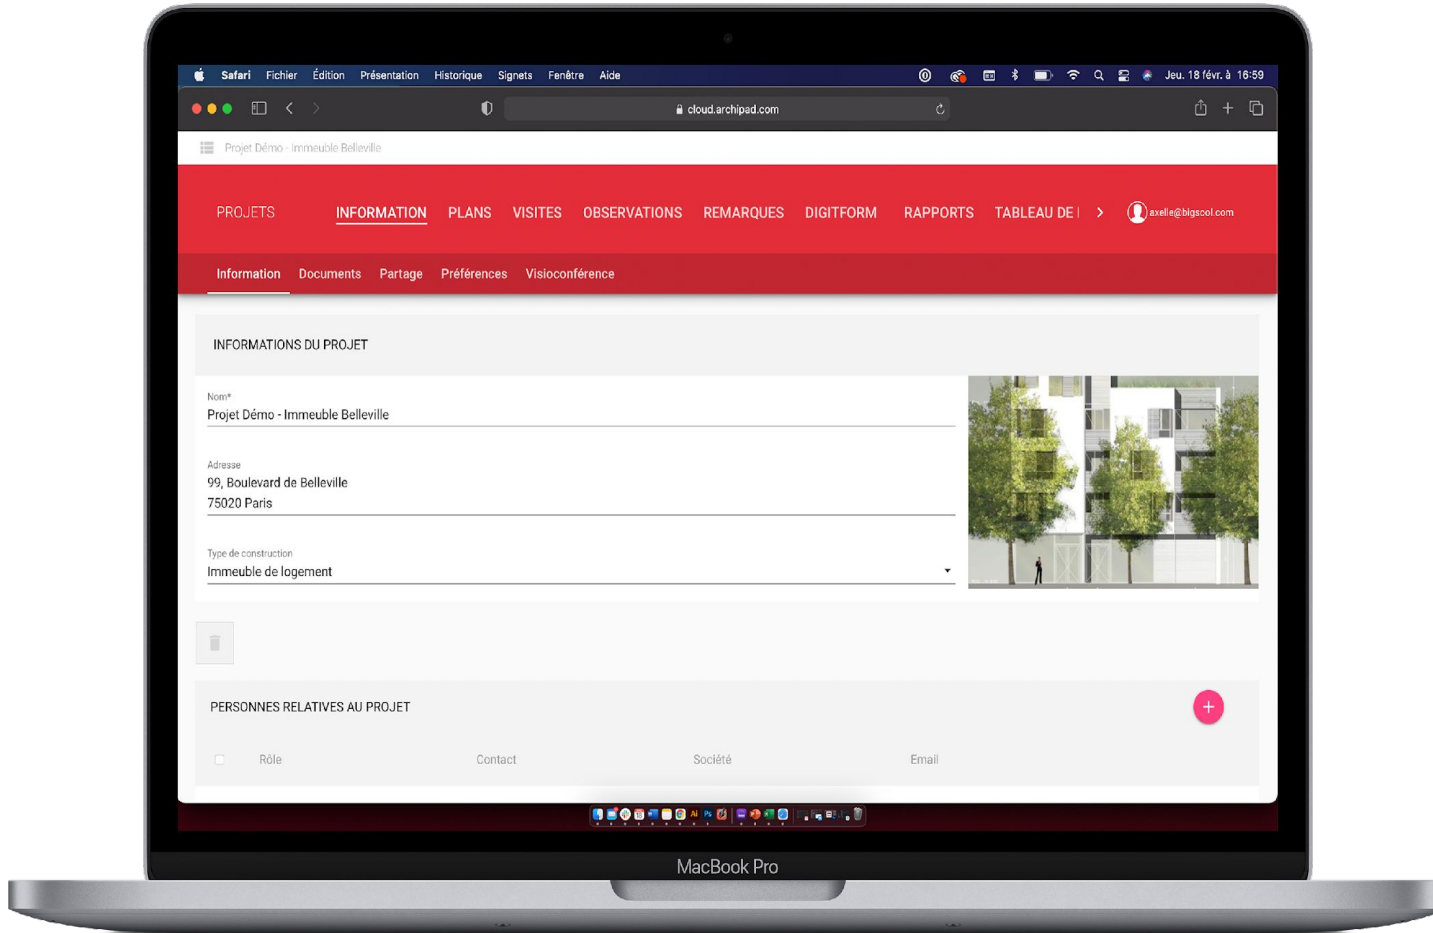 Safari Fichier Édition Présentation Historique Signets Fenêtre Aide Jeu. 18 févr. à 16:59
cloud.archipad.com
Projet Démo - Immeuble Belleville
PROJETS INFORMATION PLANS VISITES OBSERVATIONS REMARQUES DIGITFORM RAPPORTS TABLEAU DE axelle@bigsool.com
Information Documents Partage Préférences Visioconférence
INFORMATIONS DU PROJET
Nom*
Projet Démo - Immeuble Belleville
Adresse
99, Boulevard de Belleville
75020 Paris
Type de construction
Immeuble de logement
PERSONNES RELATIVES AU PROJET
Rôle Contact Société Email
Ai Ps
MacBook Pro